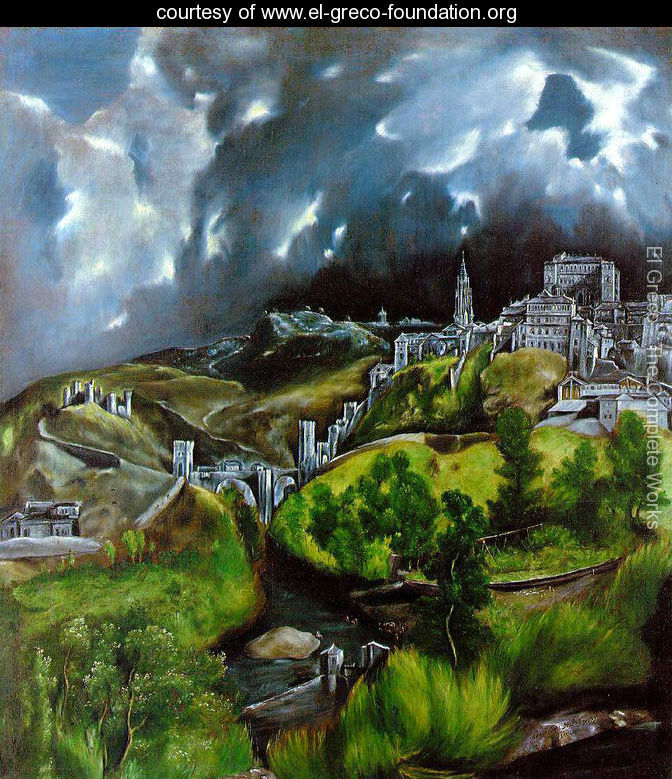 courtesy of www.el-greco-foundation.org
El Greco - The Complete Works